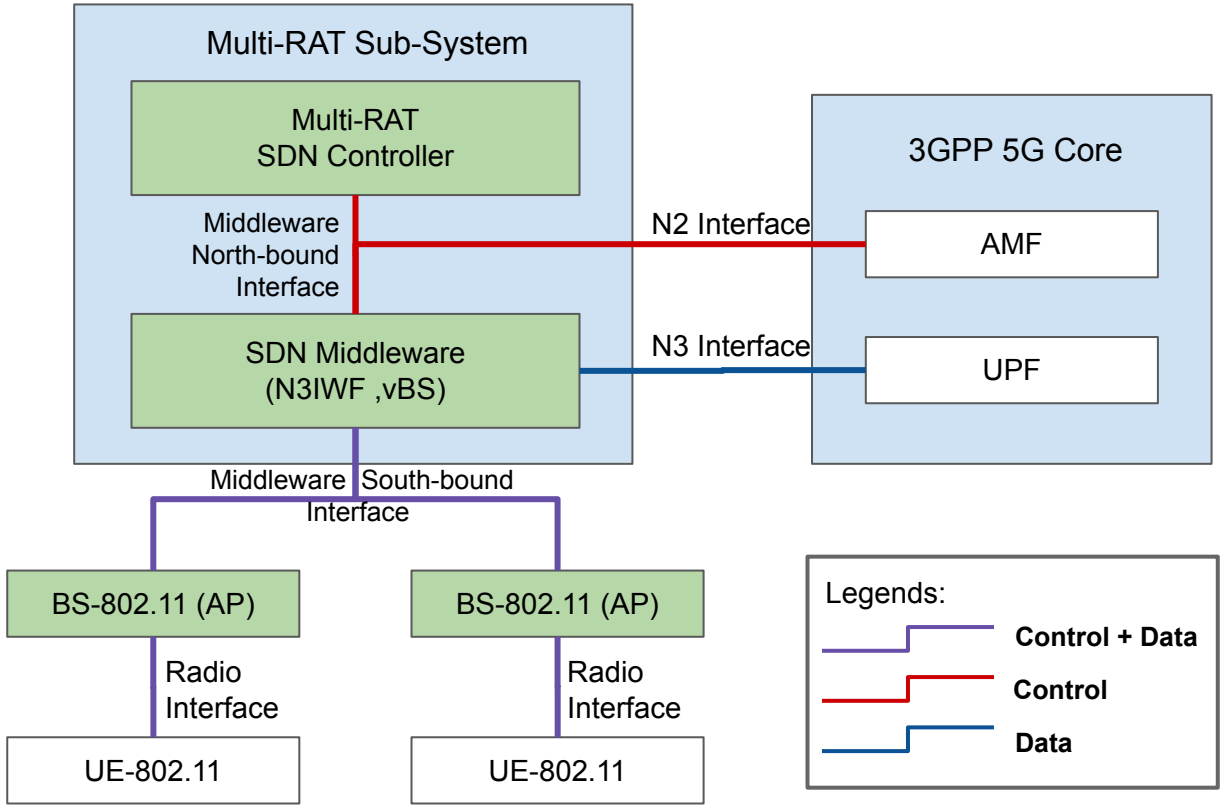 Multi-RAT Sub-System
Multi-RAT
SDN Controller
3GPP 5G Core
Middleware
North-bound
Interface
N2 Interface
AMF
SDN Middleware
(N3IWF ,vBS)
N3 Interface
UPF
Middleware South-bound
Interface
BS-802.11 (AP)
BS-802.11 (AP)
Radio
Interface
Radio
Interface
UE-802.11
UE-802.11
Legends:
Control + Data
Control
Data